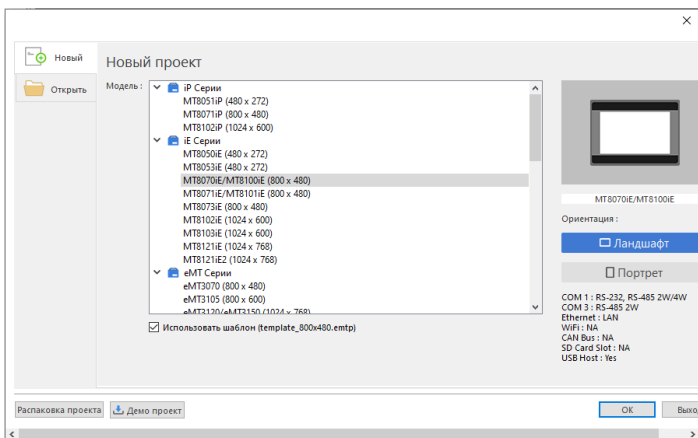 Новый
Открыть
Новый проект
Модель :
iP Серии
MT8051iP (480 x 272)
MT8071iP (800 x 480)
MT8102iP (1024 x 600)
iE Серии
MT8050iE (480 x 272)
MT8053iE (480 x 272)
MT8070iE/MT8100iE (800 x 480)
MT8071iE/MT8101iE (800 x 480)
MT8073iE (800 x 480)
MT8102iE (1024 x 600)
MT8103iE (1024 x 600)
MT8121iE (1024 x 768)
MT8121iE2 (1024 x 768)
eMT Серии
eMT3070 (800 x 480)
eMT3105 (800 x 600)
eMT3120/eMT3150 (1024 x 768)
Использовать шаблон (template_800x480.emtp)
MT8070iE/MT8100iE
Ориентация :
Ландшафт
Портрет
COM 1 : RS-232, RS-485 2W/4W
COM 3 : RS-485 2W
Ethernet : LAN
WiFi : NA
CAN Bus : NA
SD Card Slot : NA
USB Host : Yes
Распаковка проекта
Демо проект
OK
Выхо